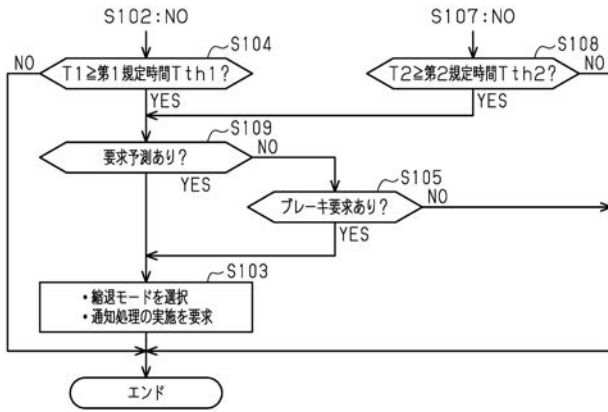 S102:NO
S107:NO
S104
S108
NO
T1≧第1規定時間Tth1?
T2≧第2規定時間Tth2?
NO
YES
YES
S109
要求予測あり?
NO
YES
S105
ブレーキ要求あり?
NO
YES
S103
・縮退モードを選択
・通知処理の実施を要求
エンド